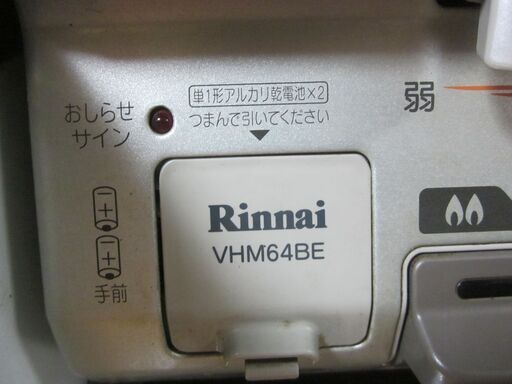 おしらせ
サイン
単1形アルカリ乾電池×2
つまんで引いてください
弱
Rinnai
VHM64BE
手前